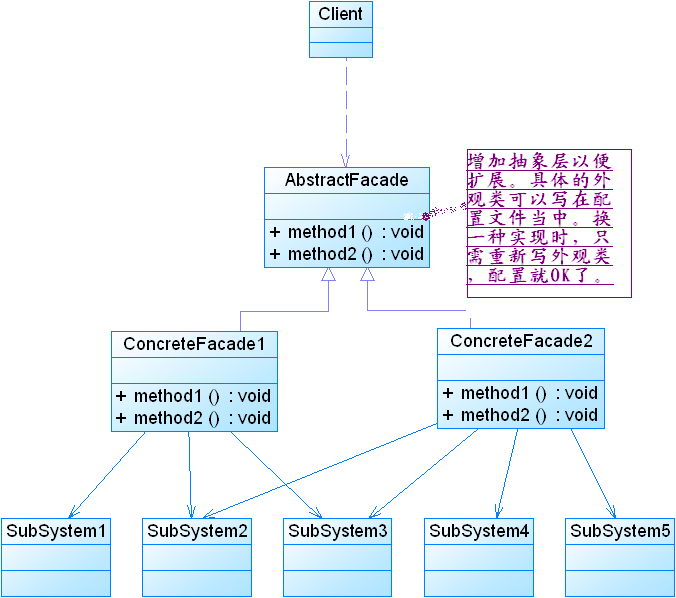 Client
AbstractFacade
+ method1 () : void
+ method2 () : void
增加抽象层以便
扩展。具体的外
观类可以写在配
置文件当中。换
一种实现时，只
需重新写外观类
，配置就OK了。
ConcreteFacade1
+ method1 () : void
+ method2 () : void
ConcreteFacade2
+ method1 () : void
+ method2 () : void
SubSystem1
SubSystem2
SubSystem3
SubSystem4
SubSystem5